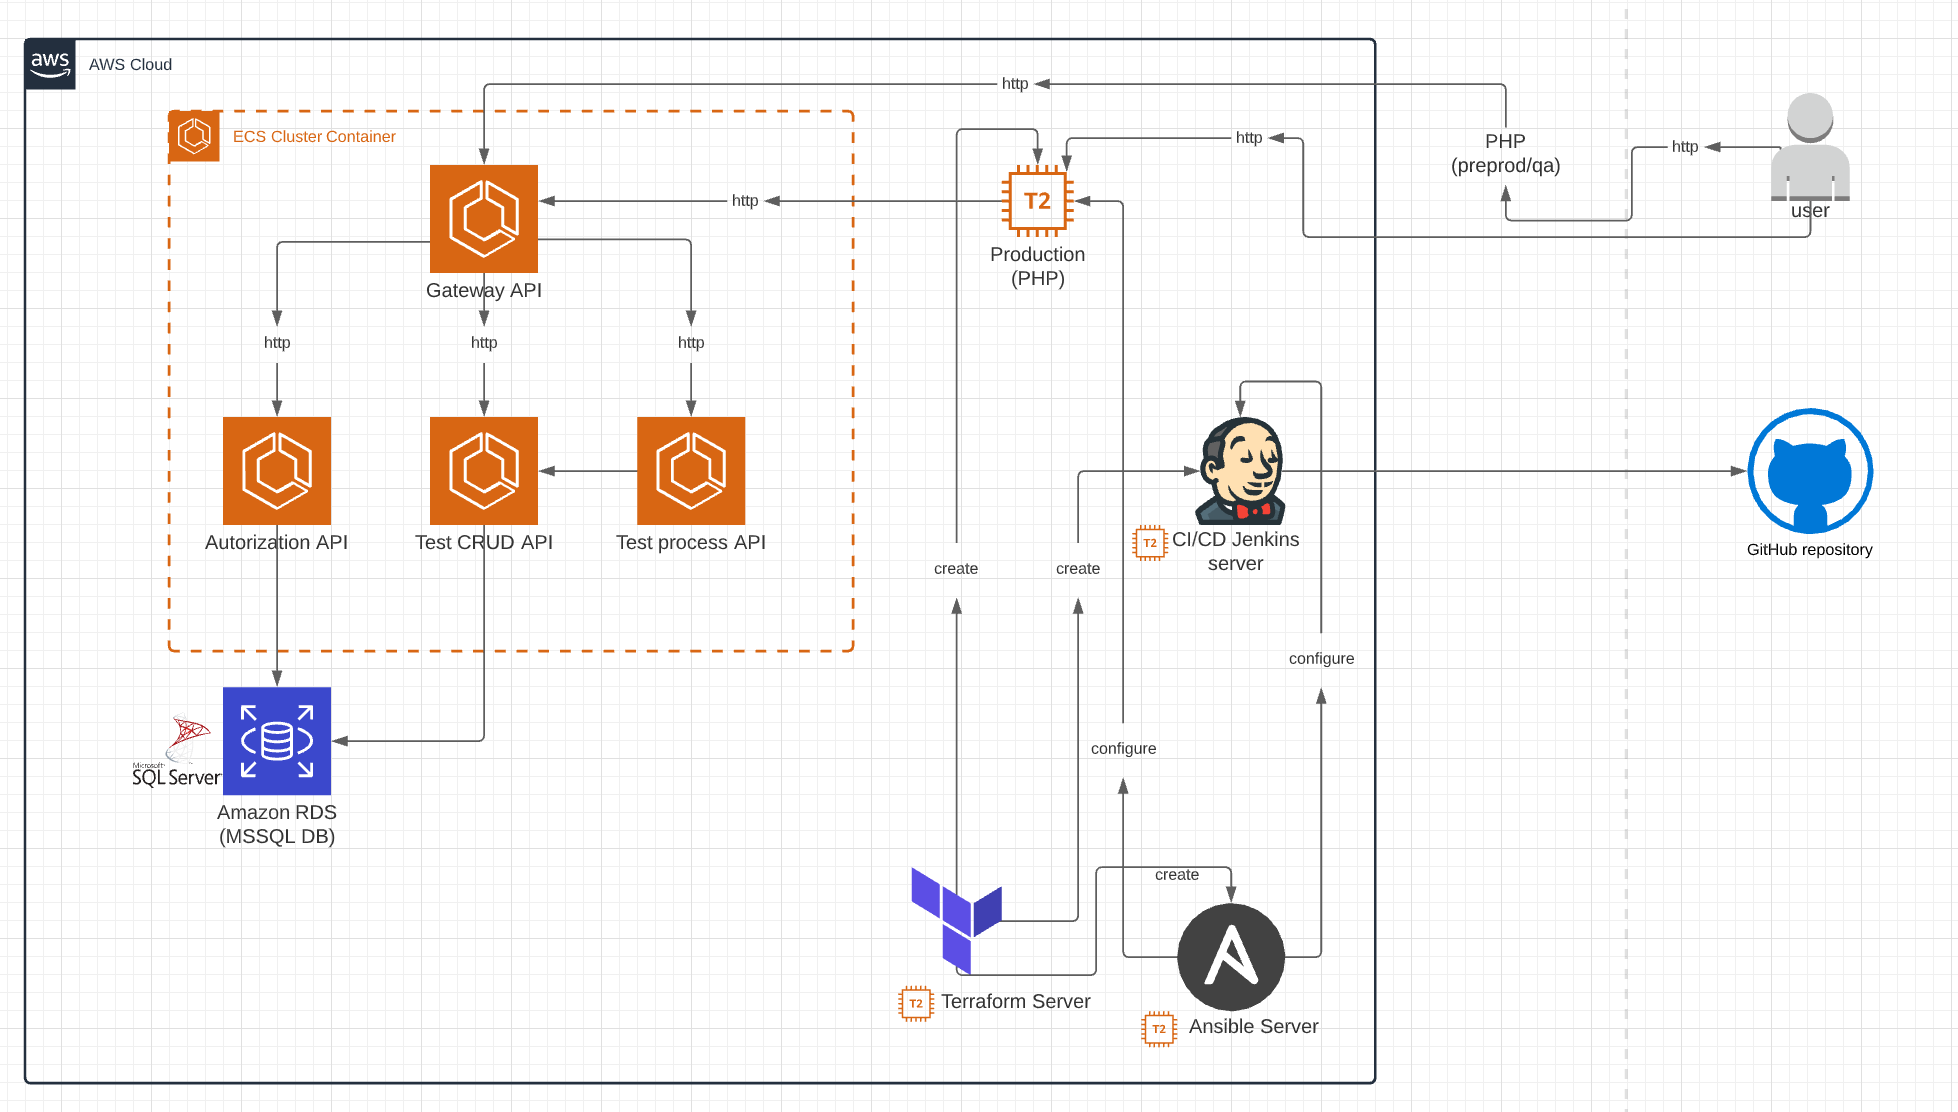 aws
AWS Cloud
http
ECS Cluster Container
http
PHP
(preprod/qa)
http
user
T2
http
Production
(PHP)
Gateway API
http
http
http
Autorization API
Test CRUD API
Test process API
T2
CI/CD Jenkins
server
GitHub repository
create
create
configure
configure
Microsoft
SQL Server
Amazon RDS
(MSSQL DB)
create
T2
Terraform Server
T2
Ansible Server